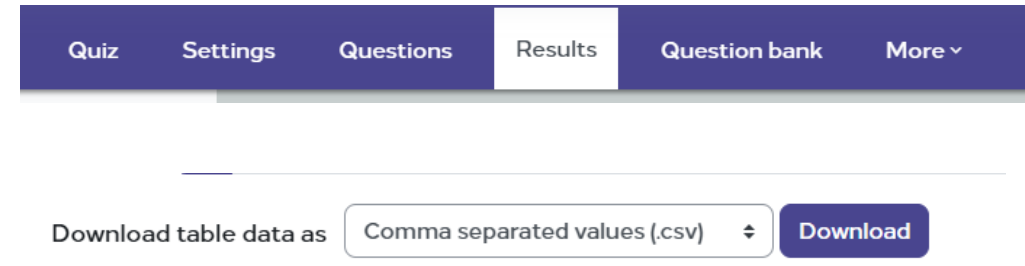 Quiz Settings Questions Results Question bank More
Download table data as Comma separated values (.csv) Download